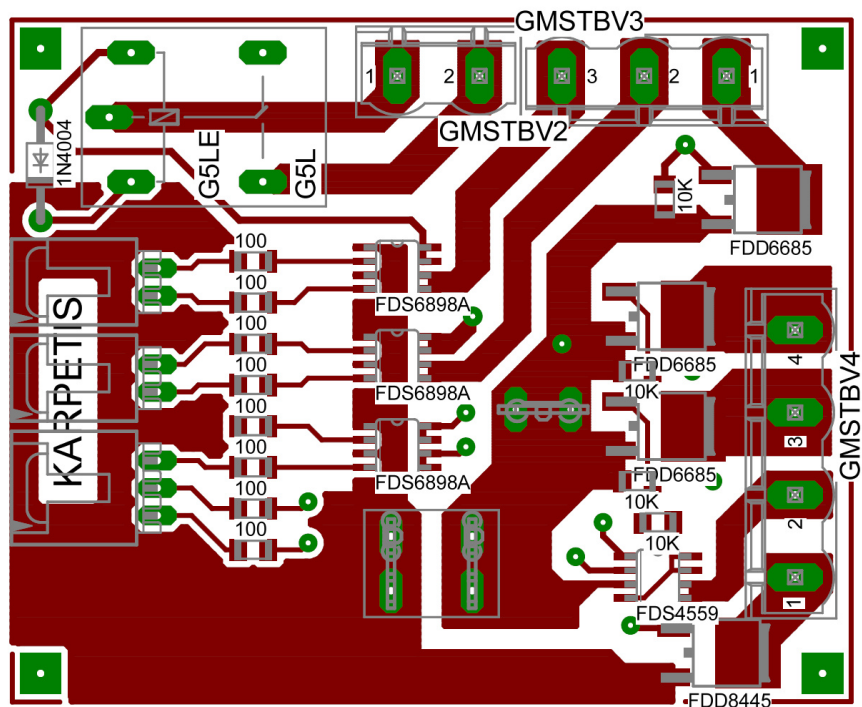 GMSTBV3
1
2
3
2
1
GMSTBV2
1N4004
G5LE
G5L
10K
FDD6685
100
100
FDS6898A
100
100
FDS6898A
100
100
FDS6898A
100
100
KARPETIS
FDD6685
10K
FDD6685
10K
10K
FDS4559
FDD8445
4
3
2
1
GMSTBV4